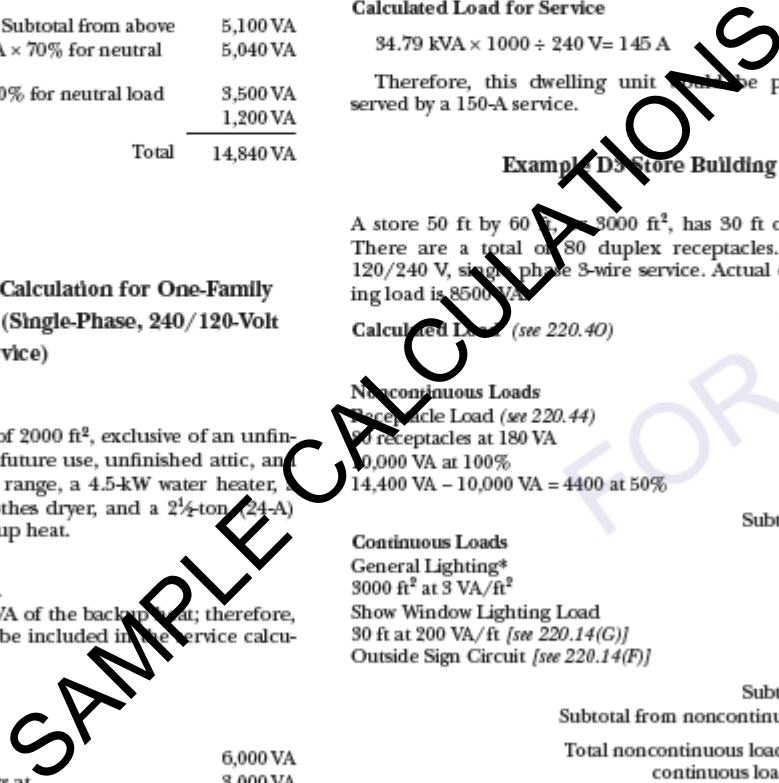 Subtotal from above 5,100 VA
× 70% for neutral 5,040 VA
0% for neutral load 3,500 VA
1,200 VA
Total 14,840 VA
Calculation for One-Family
(Single-Phase, 240/120-Volt
vice)
of 2000 ft², exclusive of an unfin-
future use, unfinished attic, and
range, a 4.5-kW water heater,
thes dryer, and a 2½-ton (24-A)
up heat.
VA of the backup heat; therefore,
be included in the service calcu-
6,000 VA
3,000 VA
Calculated Load for Service
34.79 kVA × 1000 ÷ 240 V= 145 A
Therefore, this dwelling unit be
served by a 150-A service.
Example D3 Store Building
A store 50 ft by 60 ft, 3000 ft², has 30 ft
There are a total of 80 duplex receptacles.
120/240 V, single phase 3-wire service. Actual
ing load is 8500 VA.
Calculated Load (see 220.40)
Noncontinuous Loads
Receptacle Load (see 220.44)
80 receptacles at 180 VA
10,000 VA at 100%
14,400 VA – 10,000 VA = 4400 at 50%
Subt
Continuous Loads
General Lighting*
3000 ft² at 3 VA/ft²
Show Window Lighting Load
30 ft at 200 VA/ft [see 220.14(G)]
Outside Sign Circuit [see 220.14(F)]
Subt
Subtotal from noncontinu
Total noncontinuous load
continuous loa
SAMPLE CALCULATIONS
FOR